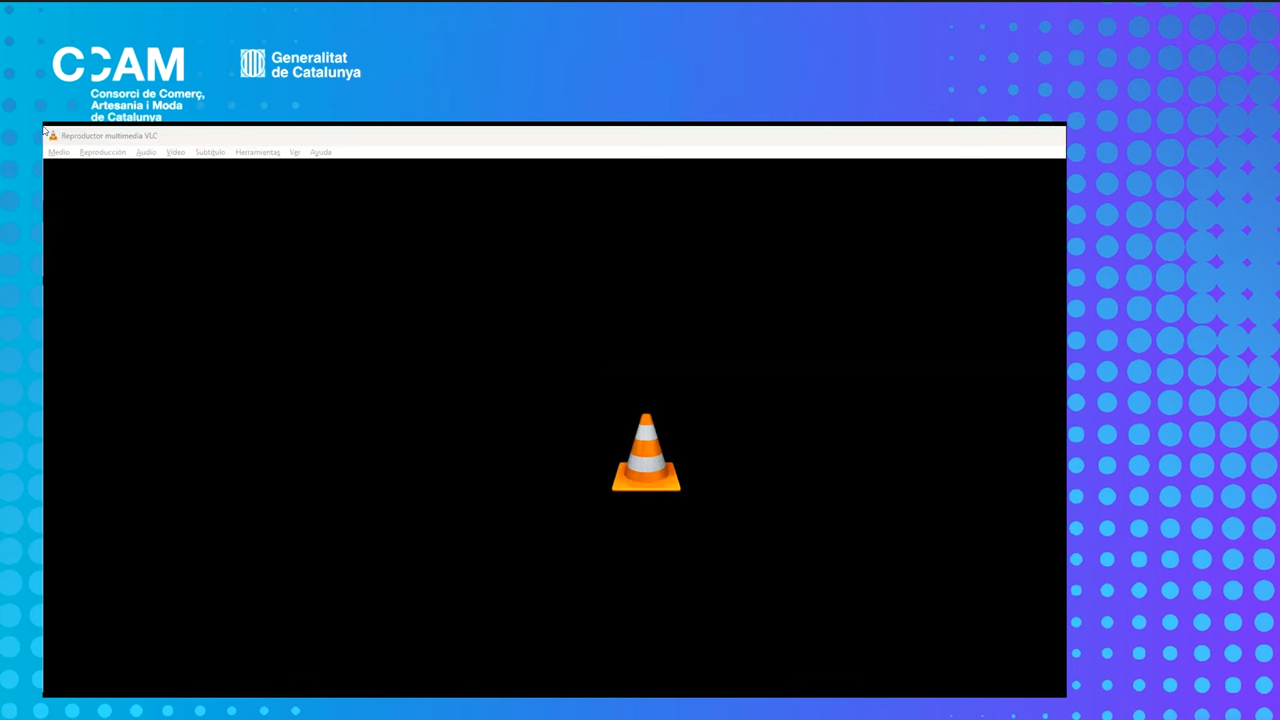 CCAM
Consorci de Comerç,
Artesania i Moda
de Catalunya
Generalitat
de Catalunya
Reproductor multimedia VLC
Medio Reproducción Audio Vídeo Subtítulo Herramientas Ver Ayuda